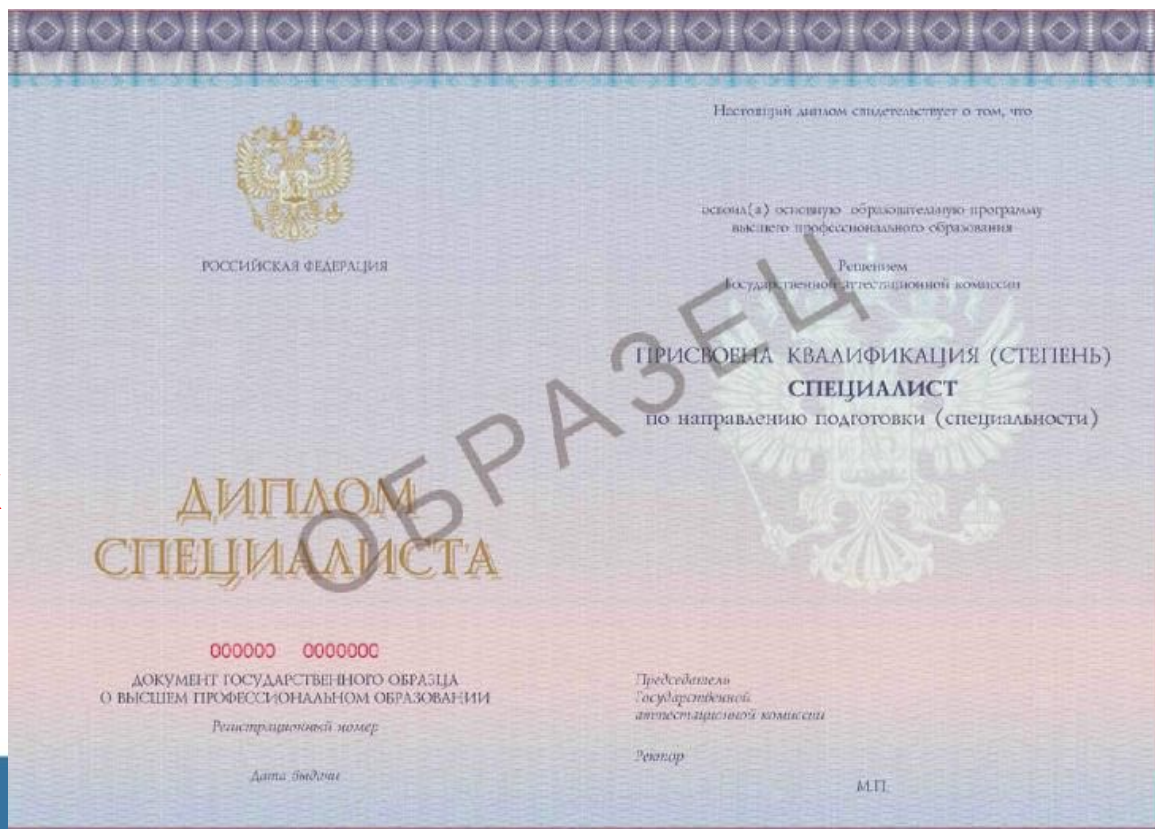 РОССИЙСКАЯ ФЕДЕРАЦИЯ
ДИПЛОМ
СПЕЦИАЛИСТА
000000 0000000
ДОКУМЕНТ ГОСУДАРСТВЕННОГО ОБРАЗЦА
О ВЫСШЕМ ПРОФЕССИОНАЛЬНОМ ОБРАЗОВАНИИ
Регистрационный номер
Дата выдачи
Настоящий диплом свидетельствует о том, что
освоил(а) основную образовательную программу
высшего профессионального образования
Решением
Государственной аттестационной комиссии
ПРИСВОЕНА КВАЛИФИКАЦИЯ (СТЕПЕНЬ)
СПЕЦИАЛИСТ
по направлению подготовки (специальности)
Председатель
Государственной
аттестационной комиссии
Ректор
М.П.
ОБРАЗЕЦ